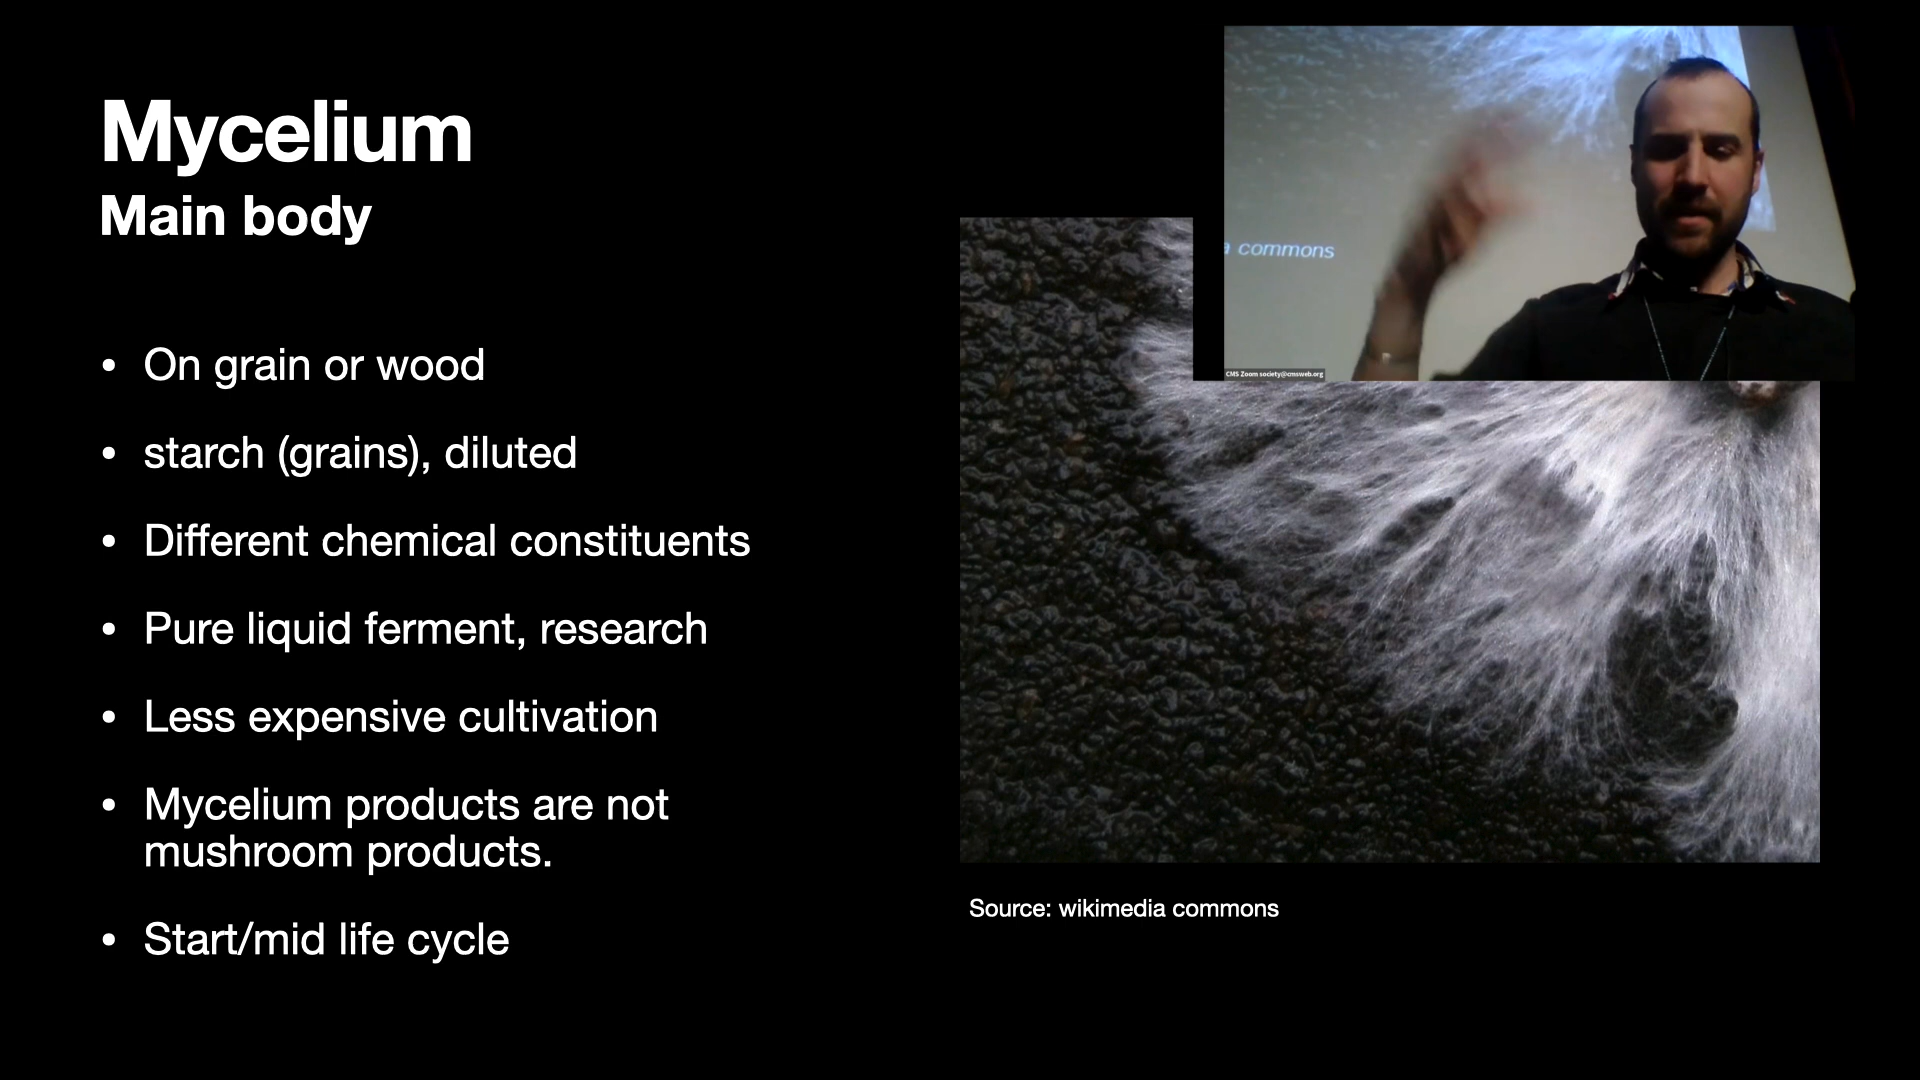 Mycelium
Main body
• On grain or wood
• starch (grains), diluted
• Different chemical constituents
• Pure liquid ferment, research
• Less expensive cultivation
• Mycelium products are not
mushroom products.
• Start/mid life cycle
commons
CMS Zoom society@cmsweb.org
Source: wikimedia commons